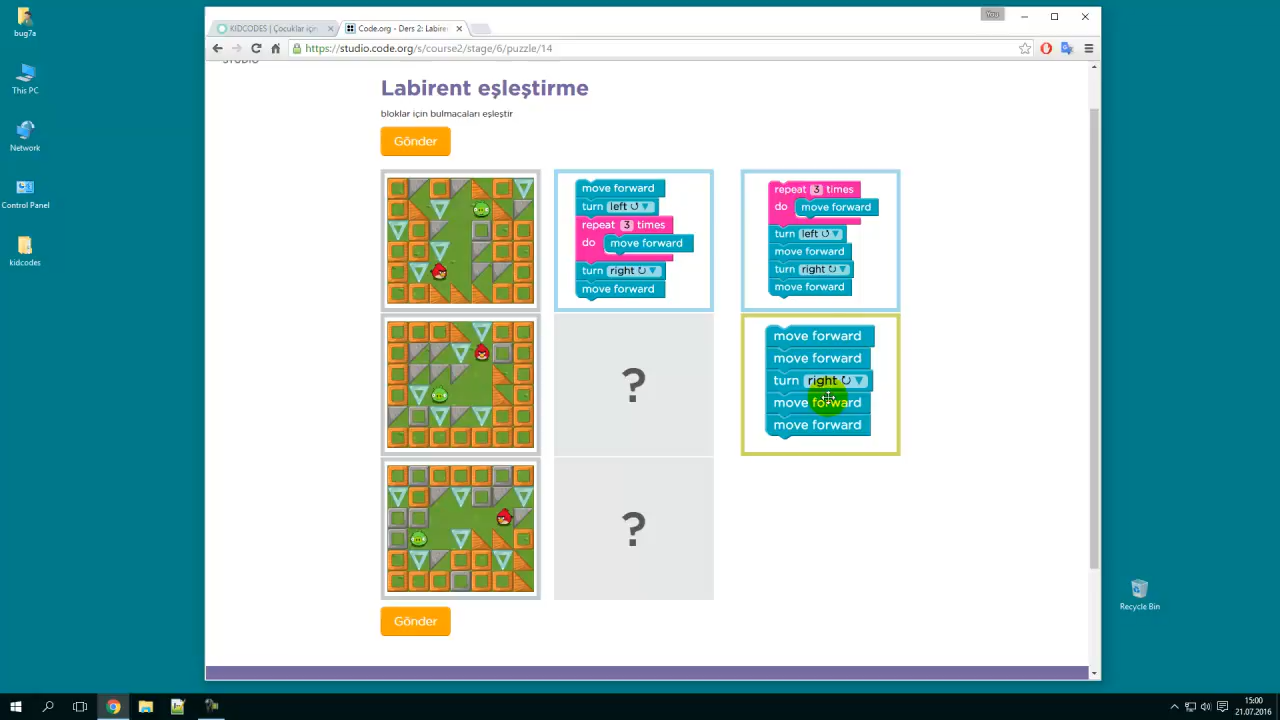 bug7a
This PC
Network
Control Panel
kidcodes
KIDCODES | Çocuklar için
Code.org - Ders 2: Labire
https://studio.code.org/s/course2/stage/6/puzzle/14
STUDIO
Labirent eşleştirme
bloklar için bulmacaları eşleştir
Gönder
move forward
turn left
repeat 3 times
do move forward
turn right
move forward
repeat 3 times
do move forward
turn left
move forward
turn right
move forward
?
move forward
move forward
turn right
move forward
move forward
?
Gönder
Recycle Bin
15:00
21.07.2016